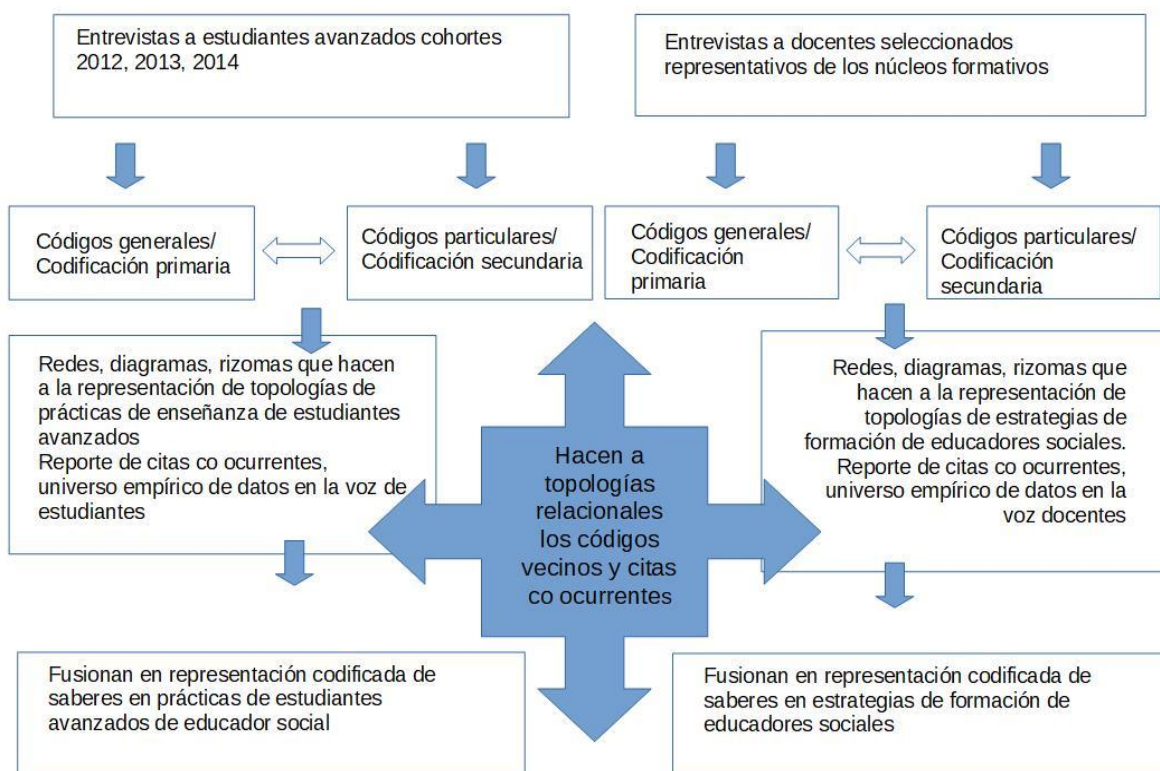 Entrevistas a estudiantes avanzados cohortes
2012, 2013, 2014
Entrevistas a docentes seleccionados
representativos de los núcleos formativos
Códigos generales/
Codificación primaria
Códigos particulares/
Códificación secundaria
Códigos generales/
Codificación
primaria
Códigos particulares/
Codificación
secundaria
Redes, diagramas, rizomas que hacen
a la representación de topologías de
prácticas de enseñanza de estudiantes
avanzados
Reporte de citas co ocurrentes,
universo empírico de datos en la voz de
estudiantes
Hacen a
topologías
relacionales
los códigos
vecinos y citas
co ocurrentes
Redes, diagramas, rizomas que
hacen a la representación de
topologías de estrategias de
formación de educadores sociales.
Reporte de citas co ocurrentes,
universo empírico de datos en la
voz docentes
Fusionan en representación codificada de
saberes en prácticas de estudiantes
avanzados de educador social
Fusionan en representación codificada de
saberes en estrategias de formación de
educadores sociales